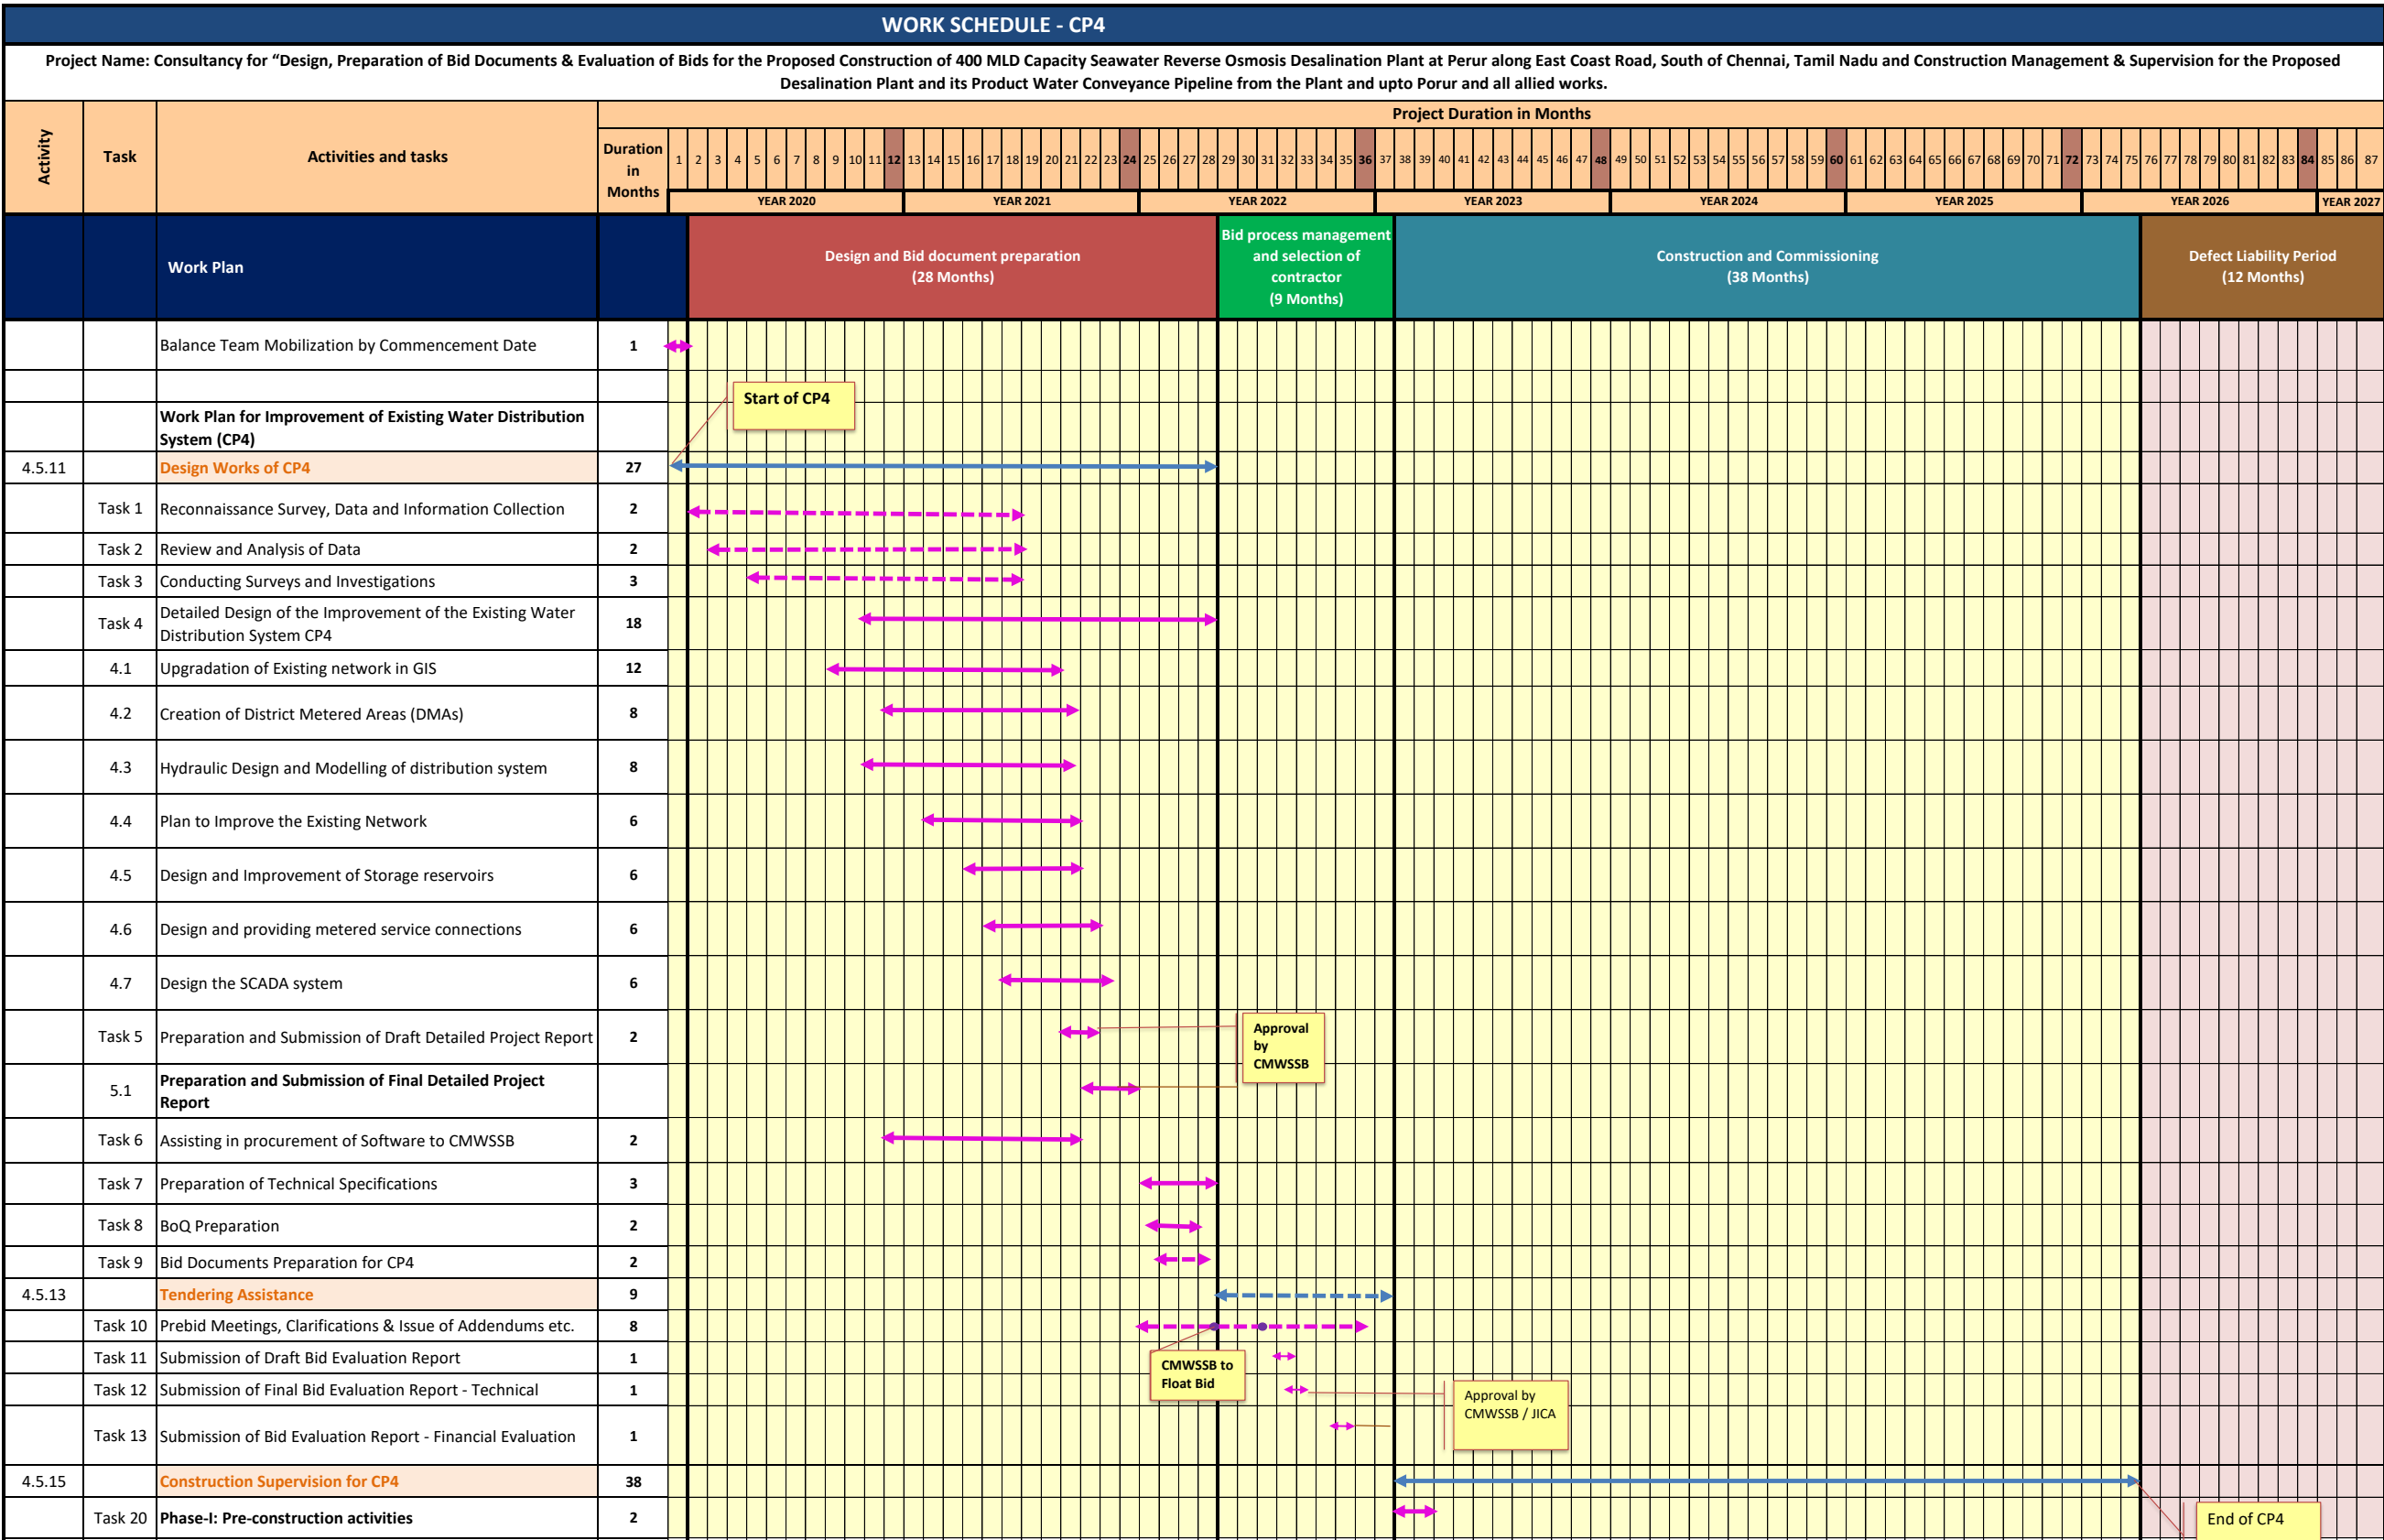 WORK SCHEDULE - CP4
Project Name: Consultancy for “Design, Preparation of Bid Documents & Evaluation of Bids for the Proposed Construction of 400 MLD Capacity Seawater Reverse Osmosis Desalination Plant at Perur along East Coast Road, South of Chennai, Tamil Nadu and Construction Management & Supervision for the Proposed
Desalination Plant and its Product Water Conveyance Pipeline from the Plant and upto Porur and all allied works.
Activity
Task
Activities and tasks
Duration
in
Months
Project Duration in Months
1 2 3 4 5 6 7 8 9 10 11 12 13 14 15 16 17 18 19 20 21 22 23 24 25 26 27 28 29 30 31 32 33 34 35 36 37 38 39 40 41 42 43 44 45 46 47 48 49 50 51 52 53 54 55 56 57 58 59 60 61 62 63 64 65 66 67 68 69 70 71 72 73 74 75 76 77 78 79 80 81 82 83 84 85 86 87
YEAR 2020 YEAR 2021 YEAR 2022 YEAR 2023 YEAR 2024 YEAR 2025 YEAR 2026 YEAR 2027
Work Plan
Design and Bid document preparation
(28 Months)
Bid process management
and selection of
contractor
(9 Months)
Construction and Commissioning
(38 Months)
Defect Liability Period
(12 Months)
Balance Team Mobilization by Commencement Date 1
Start of CP4
Work Plan for Improvement of Existing Water Distribution
System (CP4)
4.5.11 Design Works of CP4 27
Task 1 Reconnaissance Survey, Data and Information Collection 2
Task 2 Review and Analysis of Data 2
Task 3 Conducting Surveys and Investigations 3
Task 4 Detailed Design of the Improvement of the Existing Water
Distribution System CP4 18
4.1 Upgradation of Existing network in GIS 12
4.2 Creation of District Metered Areas (DMAs) 8
4.3 Hydraulic Design and Modelling of distribution system 8
4.4 Plan to Improve the Existing Network 6
4.5 Design and Improvement of Storage reservoirs 6
4.6 Design and providing metered service connections 6
4.7 Design the SCADA system 6
Task 5 Preparation and Submission of Draft Detailed Project Report 2
Approval
by
CMWSSB
5.1 Preparation and Submission of Final Detailed Project
Report
Task 6 Assisting in procurement of Software to CMWSSB 2
Task 7 Preparation of Technical Specifications 3
Task 8 BoQ Preparation 2
Task 9 Bid Documents Preparation for CP4 2
4.5.13 Tendering Assistance 9
Task 10 Prebid Meetings, Clarifications & Issue of Addendums etc. 8
Task 11 Submission of Draft Bid Evaluation Report 1
CMWSSB to
Float Bid
Task 12 Submission of Final Bid Evaluation Report - Technical 1
Approval by
CMWSSB / JICA
Task 13 Submission of Bid Evaluation Report - Financial Evaluation 1
4.5.15 Construction Supervision for CP4 38
Task 20 Phase-I: Pre-construction activities 2
End of CP4